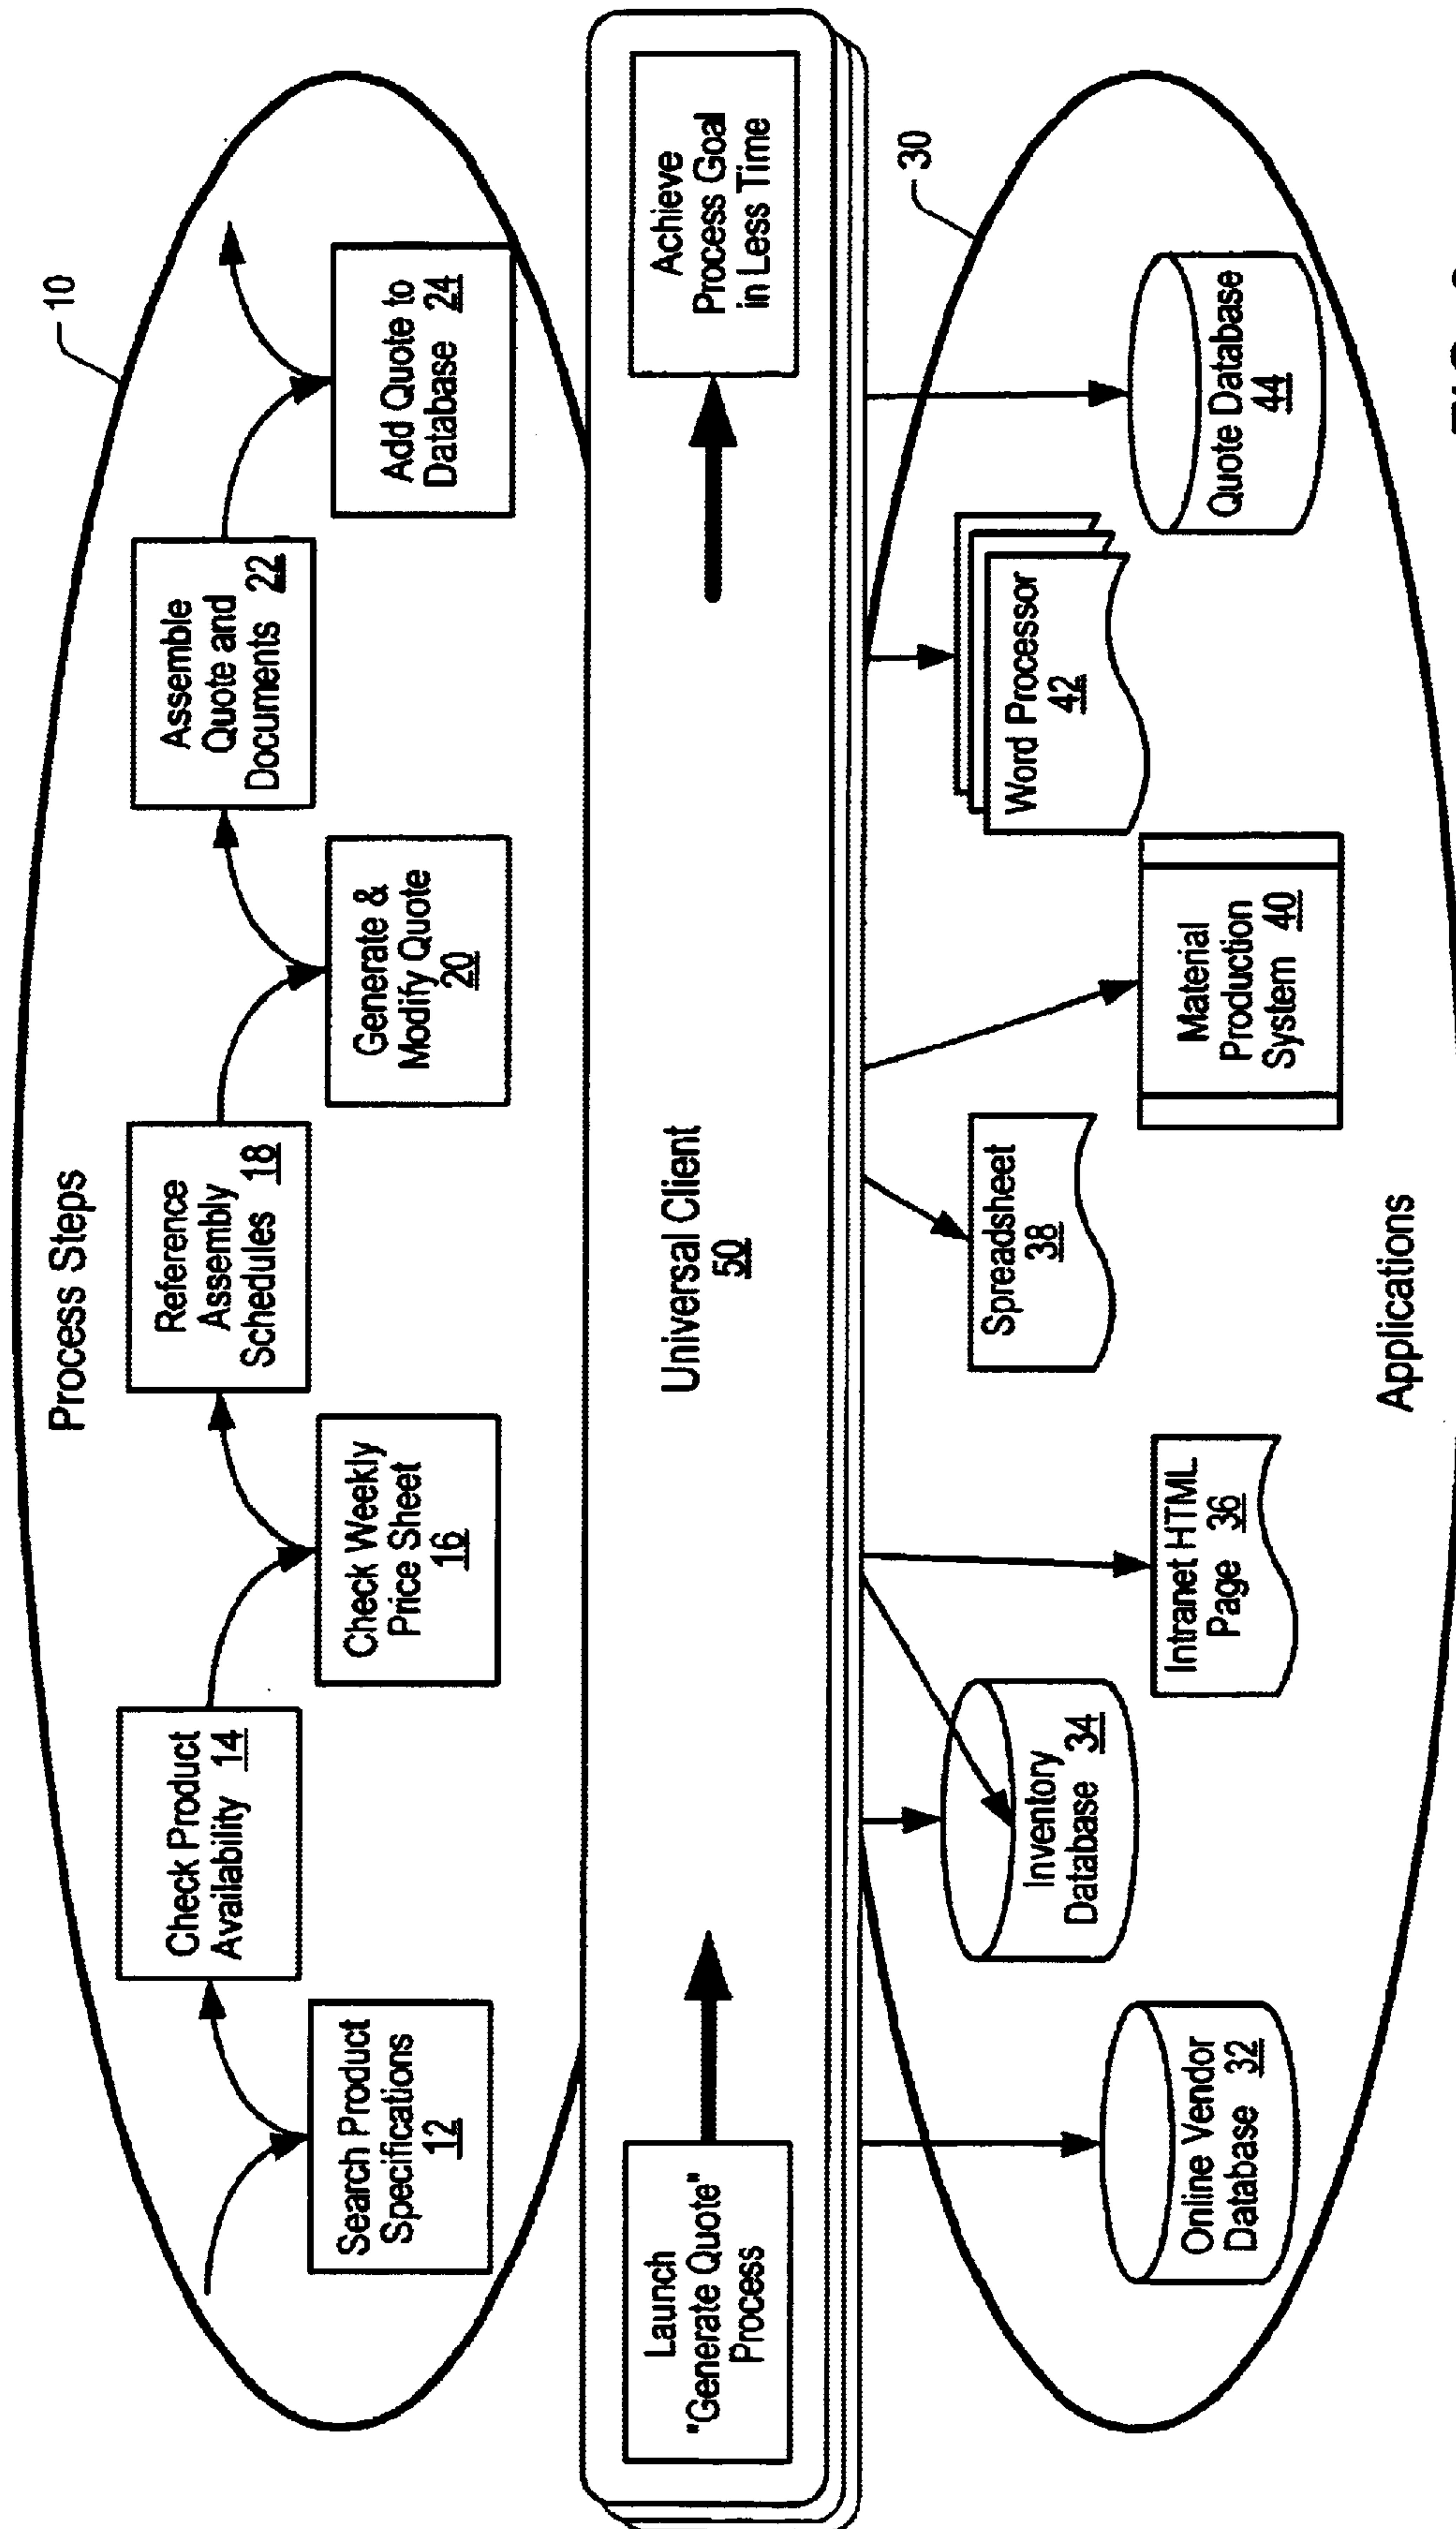 Process Steps
10
Search Product
Specifications
12
Check Product
Availability 14
Check Weekly
Price Sheet
16
Reference
Assembly
Schedules 18
Generate &
Modify Quote
20
Assemble
Quote and
Documents 22
Add Quote to
Database 24
Launch
"Generate Quote"
Process
Universal Client
50
Achieve
Process Goal
in Less Time
30
Online Vendor
Database 32
Inventory
Database 34
Intranet HTML
Page 36
Spreadsheet
38
Material
Production
System 40
Word Processor
42
Quote Database
44
Applications